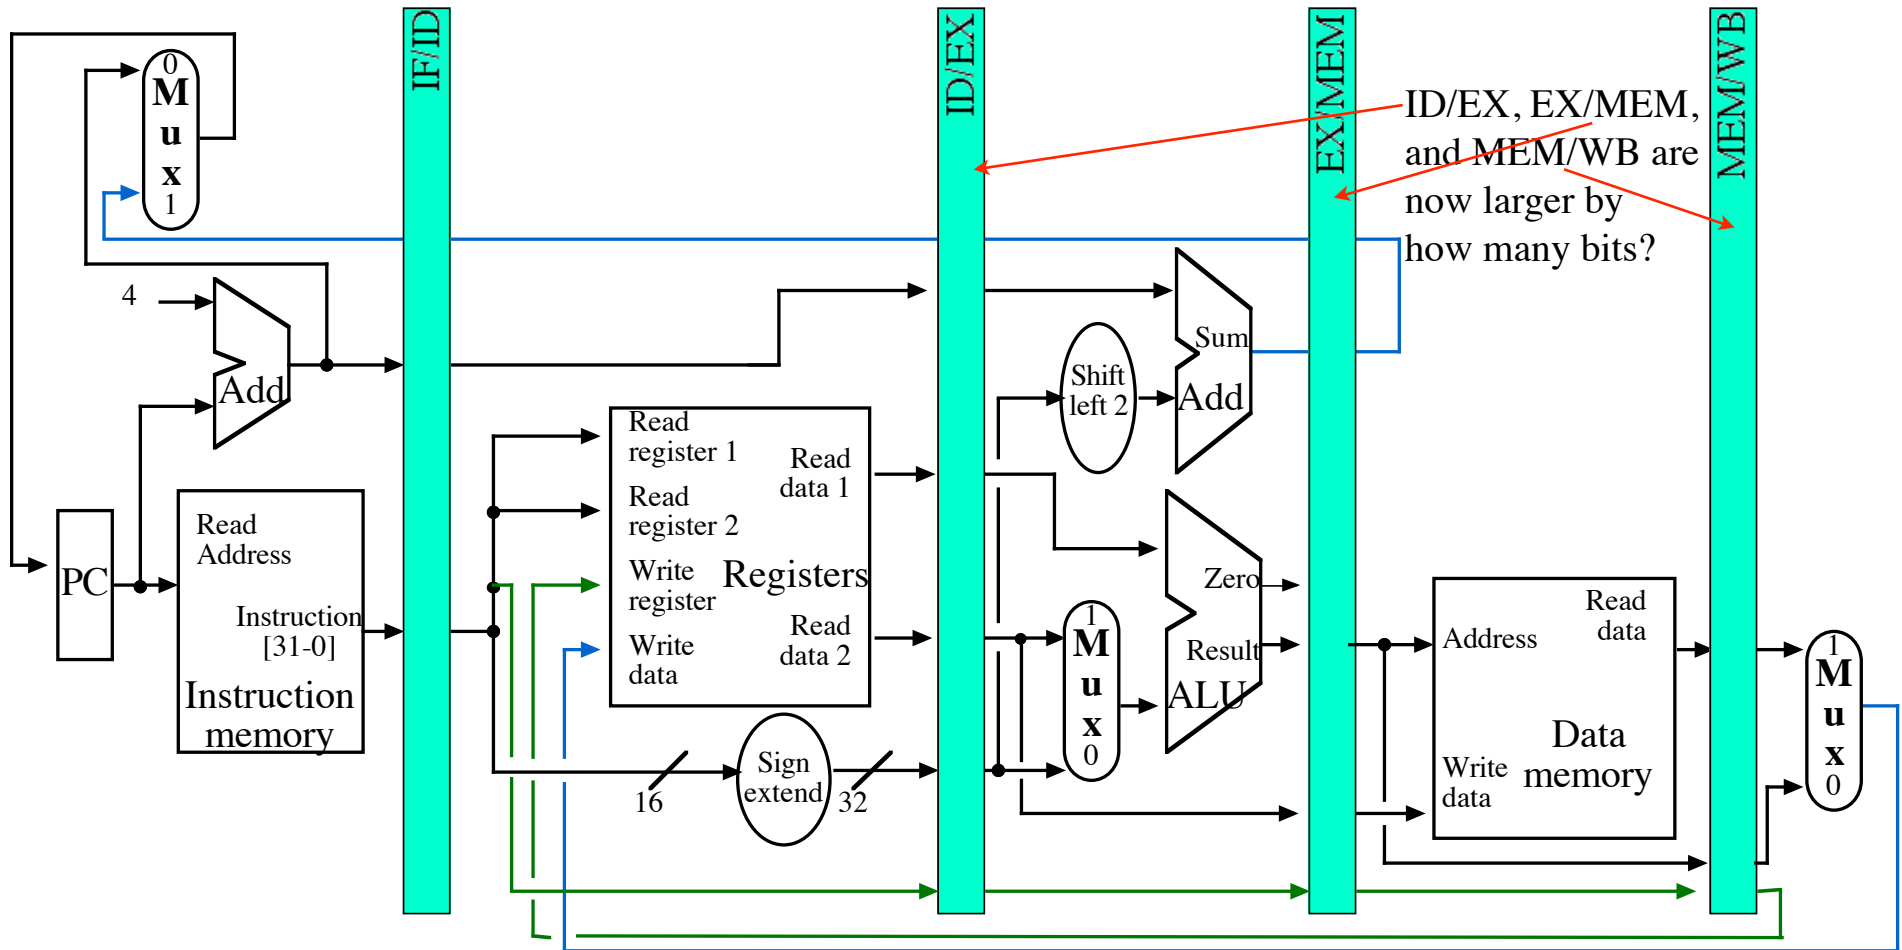 IF/ID
ID/EX
EX/MEM
MEM/WB
0
M
u
x
1
ID/EX, EX/MEM,
and MEM/WB are
now larger by
how many bits?
4
Add
Sum
Add
Shift
left 2
PC
Read
Address
Instruction
[31-0]
Instruction
memory
Read
register 1
Read
register 2
Write
register
Write
data
Registers
Read
data 1
Read
data 2
16
Sign
extend
32
1
M
u
x
0
Zero
Result
ALU
Address
Read
data
Write
data
Data
memory
1
M
u
x
0